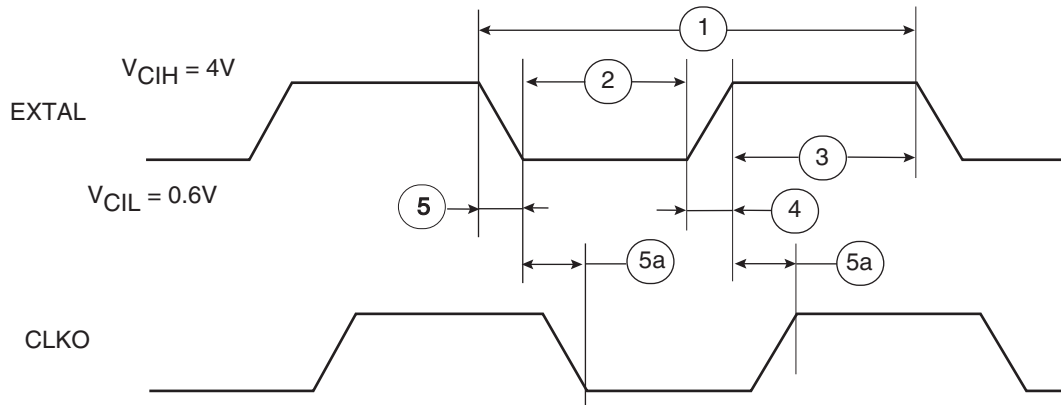 1
V_CIH = 4V
2
EXTAL
3
V_CIL = 0.6V
5
4
5a
5a
CLKO